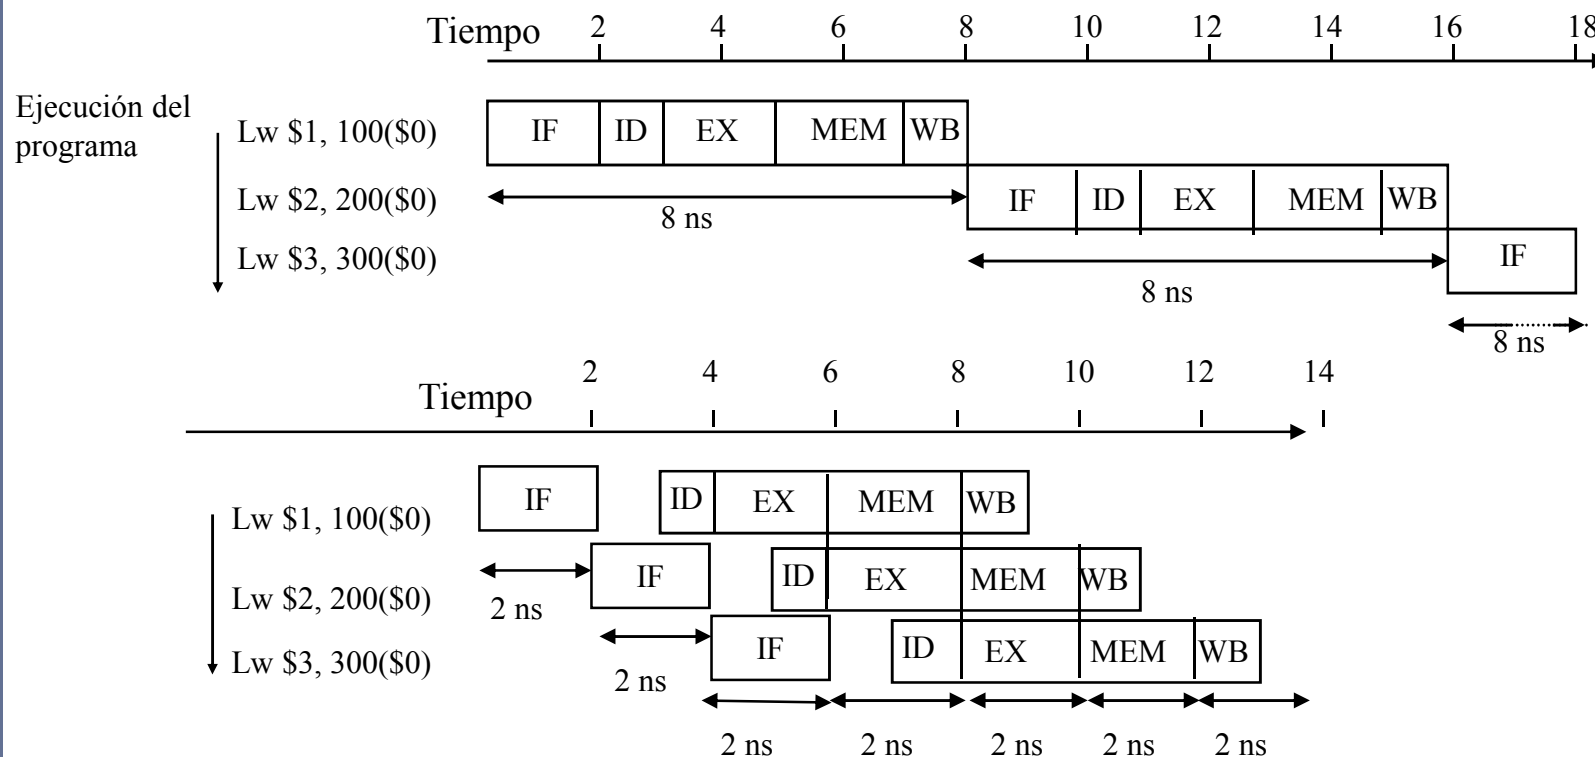 Tiempo 2 4 6 8 10 12 14 16 18
Ejecución del
programa
Lw $1, 100($0) IF ID EX MEM WB
Lw $2, 200($0) 8 ns IF ID EX MEM WB
Lw $3, 300($0) 8 ns IF
8 ns
Tiempo 2 4 6 8 10 12 14
Lw $1, 100($0) IF ID EX MEM WB
Lw $2, 200($0) 2 ns IF ID EX MEM WB
Lw $3, 300($0) 2 ns IF ID EX MEM WB
2 ns 2 ns 2 ns 2 ns 2 ns